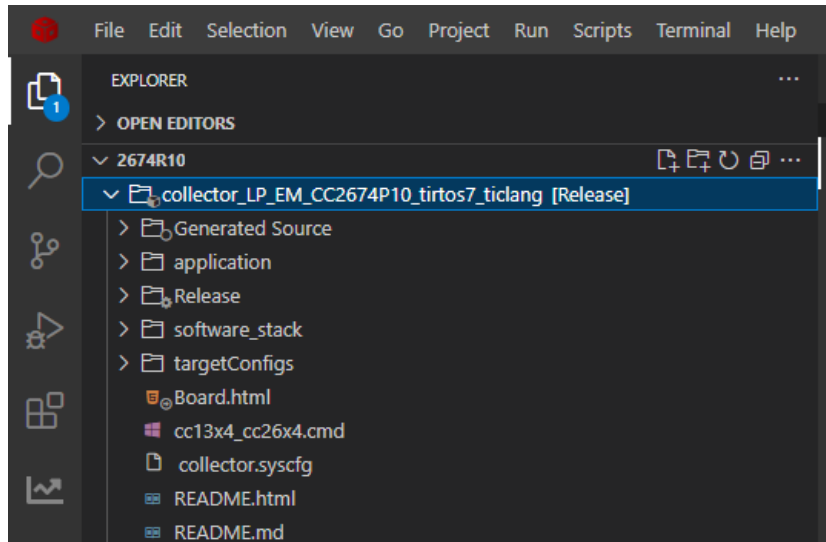 File Edit Selection View Go Project Run Scripts Terminal Help
EXPLORER
1
OPEN EDITORS
2674R10
collector_LP_EM_CC2674P10_tirtos7_ticlang [Release]
Generated Source
application
Release
software_stack
targetConfigs
Board.html
cc13x4_cc26x4.cmd
collector.syscfg
README.html
README.md